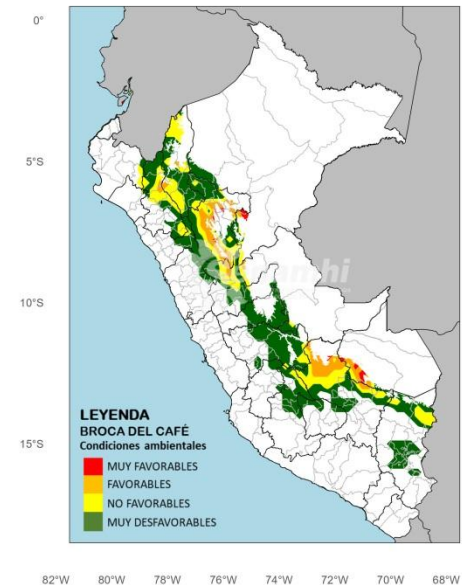 0°
5°S
10°S
15°S
senamhi
LEYENDA
BROCA DEL CAFÉ
Condiciones ambientales
MUY FAVORABLES
FAVORABLES
NO FAVORABLES
MUY DESFAVORABLES
82°W 80°W 78°W 76°W 74°W 72°W 70°W 68°W